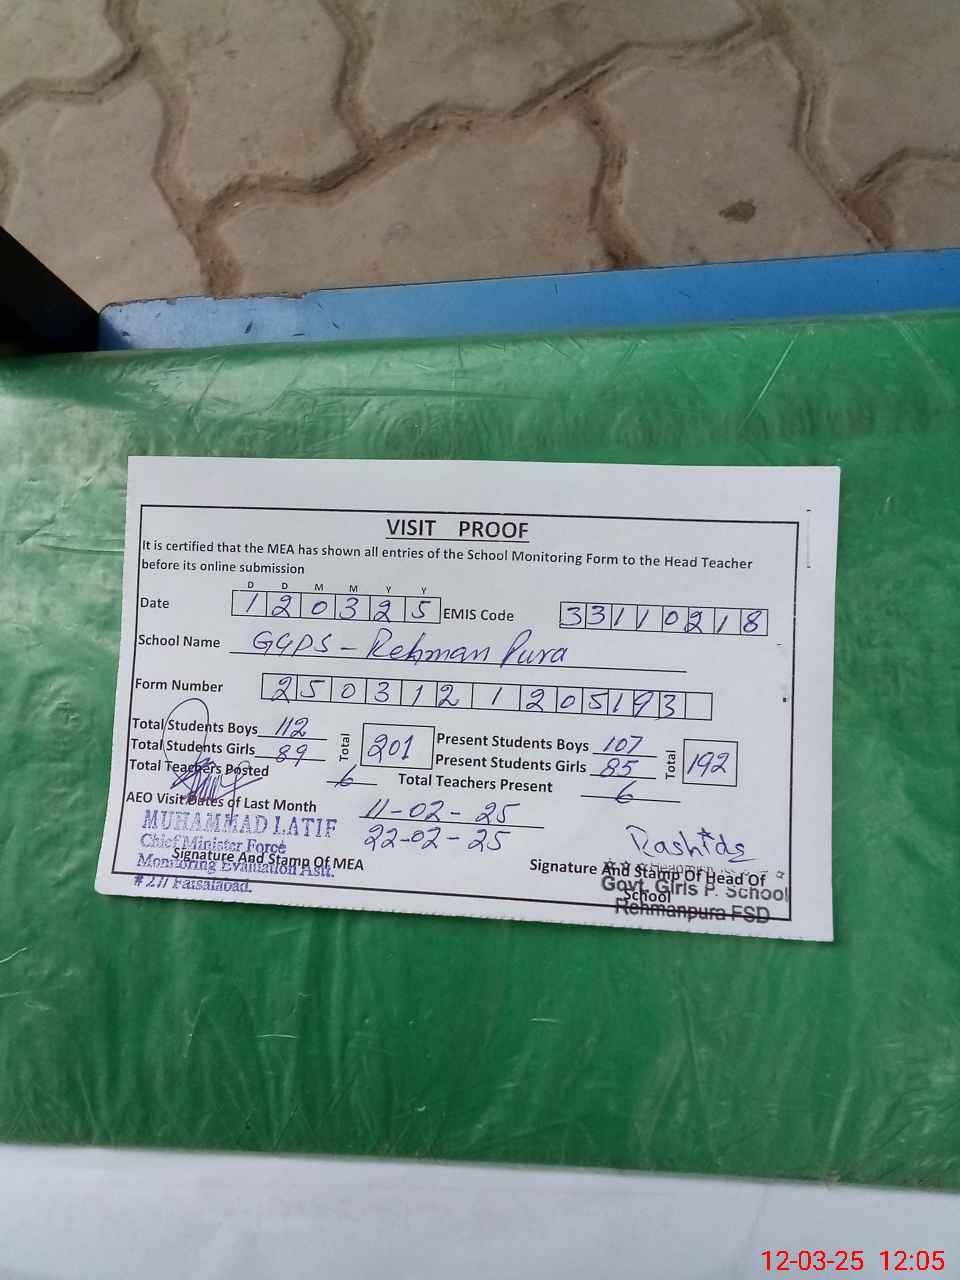 VISIT PROOF
It is certified that the MEA has shown all entries of the School Monitoring Form to the Head Teacher
before its online submission
D D M M Y Y
Date 1 2 0 3 2 5 EMIS Code 3 3 1 1 0 2 1 8
School Name GGPS - Rehman Pura
Form Number 2 5 0 3 1 2 1 2 0 5 1 9 3
Total Students Boys 112 Total 201 Present Students Boys 107 Total 192
Total Students Girls 89 Present Students Girls 85
Total Teachers Posted 6 Total Teachers Present 6
AEO Visit Dates of Last Month 11-02-25
22-02-25
MUHAMMAD LATIF
Chief Minister Force
Monitoring Evaluation Astt.
# 211 Faisalabad.
Signature And Stamp Of MEA
Rashida
Signature And Stamp Of Head Of
School
Govt. Girls P. School
Rehmanpura FSD
12-03-25 12:05